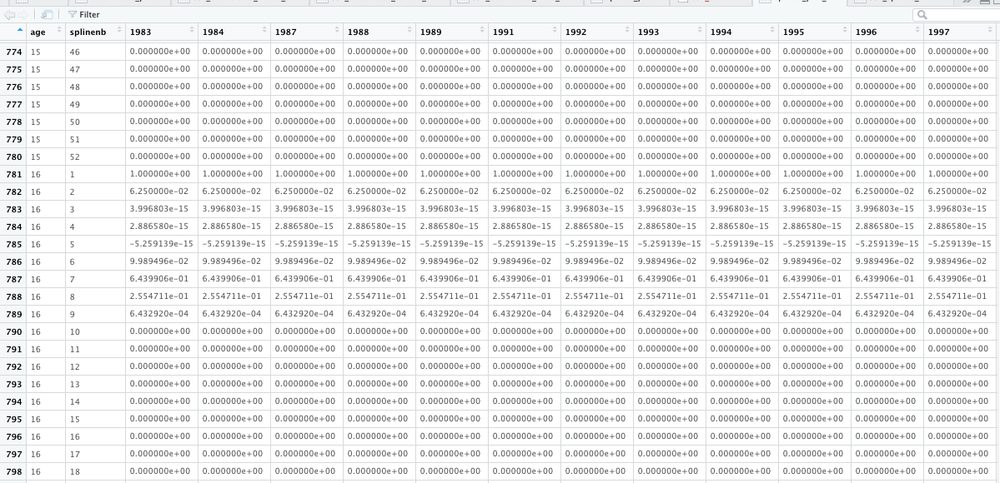 Filter
age splinenb 1983 1984 1987 1988 1989 1991 1992 1993 1994 1995 1996 1997
774 15 46 0.000000e+00 0.000000e+00 0.000000e+00 0.000000e+00 0.000000e+00 0.000000e+00 0.000000e+00 0.000000e+00 0.000000e+00 0.000000e+00 0.000000e+00 0.000000e+00
775 15 47 0.000000e+00 0.000000e+00 0.000000e+00 0.000000e+00 0.000000e+00 0.000000e+00 0.000000e+00 0.000000e+00 0.000000e+00 0.000000e+00 0.000000e+00 0.000000e+00
776 15 48 0.000000e+00 0.000000e+00 0.000000e+00 0.000000e+00 0.000000e+00 0.000000e+00 0.000000e+00 0.000000e+00 0.000000e+00 0.000000e+00 0.000000e+00 0.000000e+00
777 15 49 0.000000e+00 0.000000e+00 0.000000e+00 0.000000e+00 0.000000e+00 0.000000e+00 0.000000e+00 0.000000e+00 0.000000e+00 0.000000e+00 0.000000e+00 0.000000e+00
778 15 50 0.000000e+00 0.000000e+00 0.000000e+00 0.000000e+00 0.000000e+00 0.000000e+00 0.000000e+00 0.000000e+00 0.000000e+00 0.000000e+00 0.000000e+00 0.000000e+00
779 15 51 0.000000e+00 0.000000e+00 0.000000e+00 0.000000e+00 0.000000e+00 0.000000e+00 0.000000e+00 0.000000e+00 0.000000e+00 0.000000e+00 0.000000e+00 0.000000e+00
780 15 52 0.000000e+00 0.000000e+00 0.000000e+00 0.000000e+00 0.000000e+00 0.000000e+00 0.000000e+00 0.000000e+00 0.000000e+00 0.000000e+00 0.000000e+00 0.000000e+00
781 16 1 1.000000e+00 1.000000e+00 1.000000e+00 1.000000e+00 1.000000e+00 1.000000e+00 1.000000e+00 1.000000e+00 1.000000e+00 1.000000e+00 1.000000e+00 1.000000e+00
782 16 2 6.250000e-02 6.250000e-02 6.250000e-02 6.250000e-02 6.250000e-02 6.250000e-02 6.250000e-02 6.250000e-02 6.250000e-02 6.250000e-02 6.250000e-02 6.250000e-02
783 16 3 3.996803e-15 3.996803e-15 3.996803e-15 3.996803e-15 3.996803e-15 3.996803e-15 3.996803e-15 3.996803e-15 3.996803e-15 3.996803e-15 3.996803e-15 3.996803e-15
784 16 4 2.886580e-15 2.886580e-15 2.886580e-15 2.886580e-15 2.886580e-15 2.886580e-15 2.886580e-15 2.886580e-15 2.886580e-15 2.886580e-15 2.886580e-15 2.886580e-15
785 16 5 -5.259139e-15 -5.259139e-15 -5.259139e-15 -5.259139e-15 -5.259139e-15 -5.259139e-15 -5.259139e-15 -5.259139e-15 -5.259139e-15 -5.259139e-15 -5.259139e-15 -5.259139e-15
786 16 6 9.989496e-02 9.989496e-02 9.989496e-02 9.989496e-02 9.989496e-02 9.989496e-02 9.989496e-02 9.989496e-02 9.989496e-02 9.989496e-02 9.989496e-02 9.989496e-02
787 16 7 6.439906e-01 6.439906e-01 6.439906e-01 6.439906e-01 6.439906e-01 6.439906e-01 6.439906e-01 6.439906e-01 6.439906e-01 6.439906e-01 6.439906e-01 6.439906e-01
788 16 8 2.554711e-01 2.554711e-01 2.554711e-01 2.554711e-01 2.554711e-01 2.554711e-01 2.554711e-01 2.554711e-01 2.554711e-01 2.554711e-01 2.554711e-01 2.554711e-01
789 16 9 6.432920e-04 6.432920e-04 6.432920e-04 6.432920e-04 6.432920e-04 6.432920e-04 6.432920e-04 6.432920e-04 6.432920e-04 6.432920e-04 6.432920e-04 6.432920e-04
790 16 10 0.000000e+00 0.000000e+00 0.000000e+00 0.000000e+00 0.000000e+00 0.000000e+00 0.000000e+00 0.000000e+00 0.000000e+00 0.000000e+00 0.000000e+00 0.000000e+00
791 16 11 0.000000e+00 0.000000e+00 0.000000e+00 0.000000e+00 0.000000e+00 0.000000e+00 0.000000e+00 0.000000e+00 0.000000e+00 0.000000e+00 0.000000e+00 0.000000e+00
792 16 12 0.000000e+00 0.000000e+00 0.000000e+00 0.000000e+00 0.000000e+00 0.000000e+00 0.000000e+00 0.000000e+00 0.000000e+00 0.000000e+00 0.000000e+00 0.000000e+00
793 16 13 0.000000e+00 0.000000e+00 0.000000e+00 0.000000e+00 0.000000e+00 0.000000e+00 0.000000e+00 0.000000e+00 0.000000e+00 0.000000e+00 0.000000e+00 0.000000e+00
794 16 14 0.000000e+00 0.000000e+00 0.000000e+00 0.000000e+00 0.000000e+00 0.000000e+00 0.000000e+00 0.000000e+00 0.000000e+00 0.000000e+00 0.000000e+00 0.000000e+00
795 16 15 0.000000e+00 0.000000e+00 0.000000e+00 0.000000e+00 0.000000e+00 0.000000e+00 0.000000e+00 0.000000e+00 0.000000e+00 0.000000e+00 0.000000e+00 0.000000e+00
796 16 16 0.000000e+00 0.000000e+00 0.000000e+00 0.000000e+00 0.000000e+00 0.000000e+00 0.000000e+00 0.000000e+00 0.000000e+00 0.000000e+00 0.000000e+00 0.000000e+00
797 16 17 0.000000e+00 0.000000e+00 0.000000e+00 0.000000e+00 0.000000e+00 0.000000e+00 0.000000e+00 0.000000e+00 0.000000e+00 0.000000e+00 0.000000e+00 0.000000e+00
798 16 18 0.000000e+00 0.000000e+00 0.000000e+00 0.000000e+00 0.000000e+00 0.000000e+00 0.000000e+00 0.000000e+00 0.000000e+00 0.000000e+00 0.000000e+00 0.000000e+00